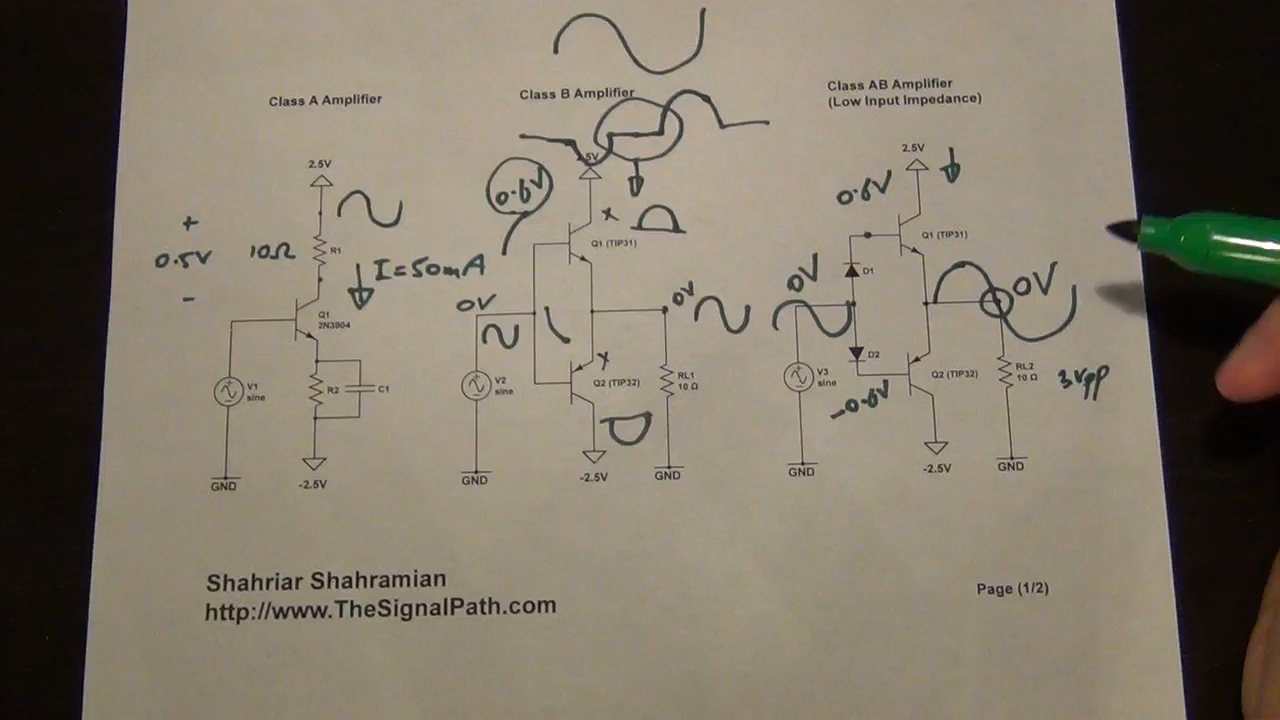 Class A Amplifier
2.5V
+
0.5V
-
10Ω
R1
I=50mA
Q1
2N3904
V1
sine
R2
C1
GND
-2.5V
Class B Amplifier
.5V
0.6V
x
Q1 (TIP31)
0V
0V
x
V2
sine
Q2 (TIP32)
RL1
10 Ω
GND
-2.5V
GND
Class AB Amplifier
(Low Input Impedance)
2.5V
0.6V
Q1 (TIP31)
D1
0V
0V
D2
V3
sine
Q2 (TIP32)
-0.6V
RL2
10 Ω
3Vpp
GND
-2.5V
GND
Shahriar Shahramian
http://www.TheSignalPath.com
Page (1/2)